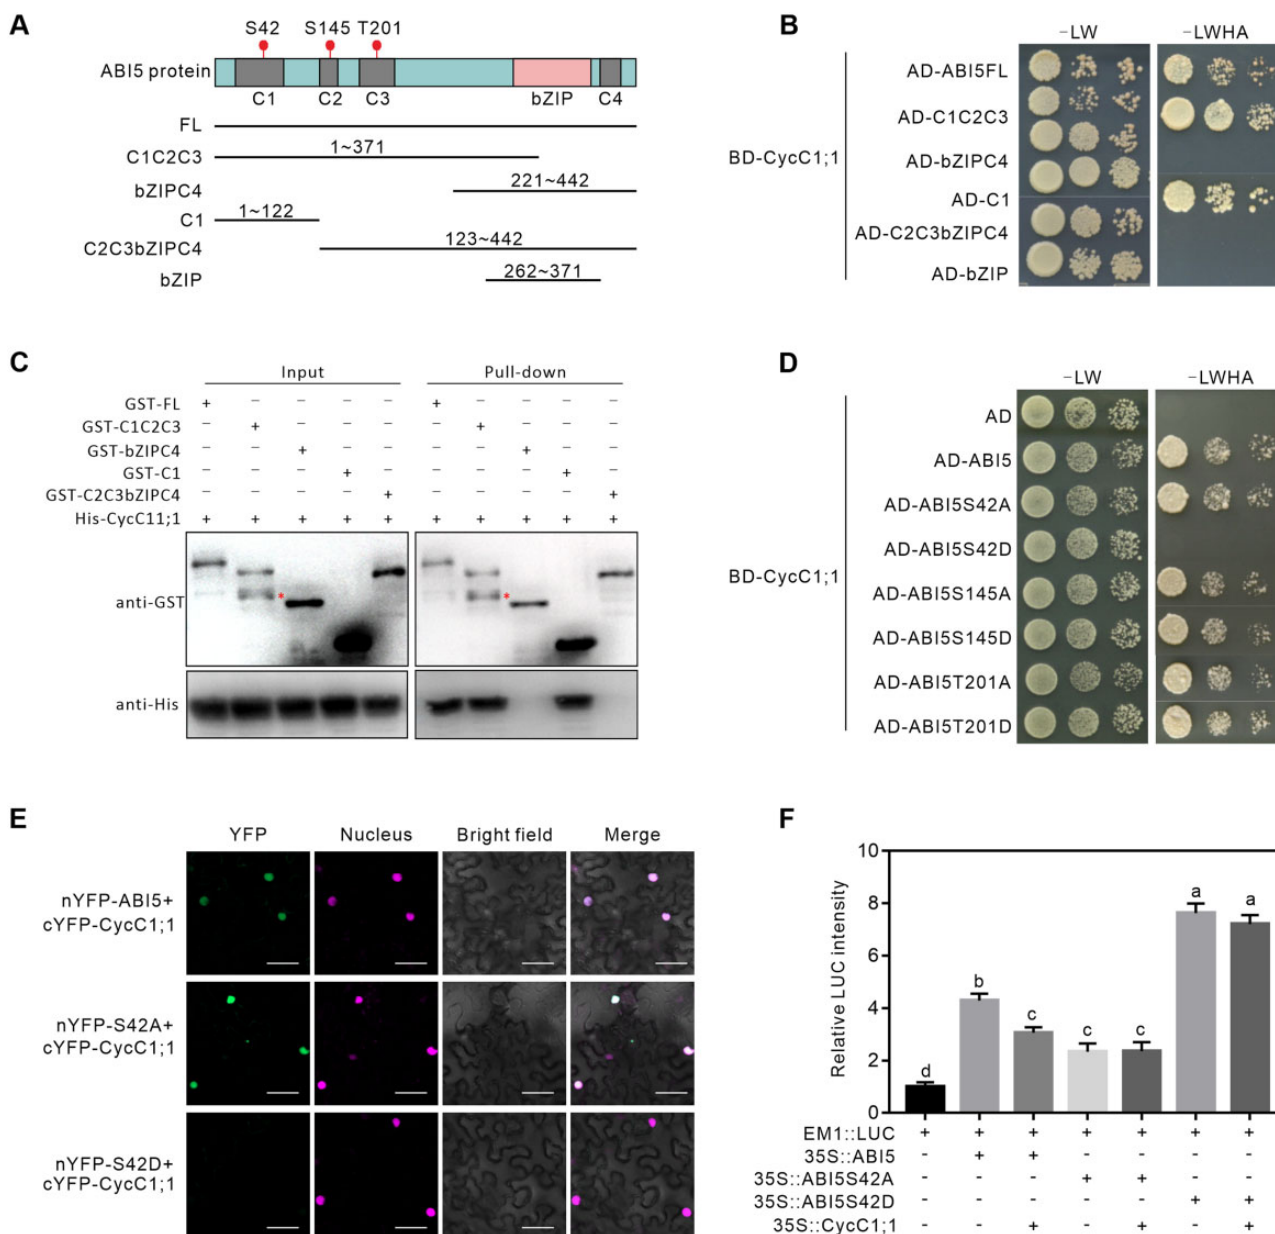 A
S42 S145 T201
ABI5 protein
C1 C2 C3 bZIP C4
FL
C1C2C3 1~371
bZIPC4 221~442
C1 1~122
C2C3bZIPC4 123~442
bZIP 262~371
B
-LW -LWHA
AD-ABI5FL
AD-C1C2C3
BD-CycC1;1
AD-bZIPC4
AD-C1
AD-C2C3bZIPC4
AD-bZIP
C
Input Pull-down
GST-FL + - - - - + - - - -
GST-C1C2C3 - + - - - - + - - -
GST-bZIPC4 - - + - - - - + - -
GST-C1 - - - + - - - - + -
GST-C2C3bZIPC4 - - - - + - - - - +
His-CycC11;1 + + + + + + + + + +
anti-GST * *
anti-His
D
-LW -LWHA
AD
AD-ABI5
AD-ABI5S42A
AD-ABI5S42D
BD-CycC1;1
AD-ABI5S145A
AD-ABI5S145D
AD-ABI5T201A
AD-ABI5T201D
E
YFP Nucleus Bright field Merge
nYFP-ABI5+
cYFP-CycC1;1
nYFP-S42A+
cYFP-CycC1;1
nYFP-S42D+
cYFP-CycC1;1
F
Relative LUC intensity
10
8
6
4
2
0
d b c c c a a
EM1::LUC + + + + + + +
35S::ABI5 - + + - - - -
35S::ABI5S42A - - - + + - -
35S::ABI5S42D - - - - - + +
35S::CycC1;1 - - + - + - +